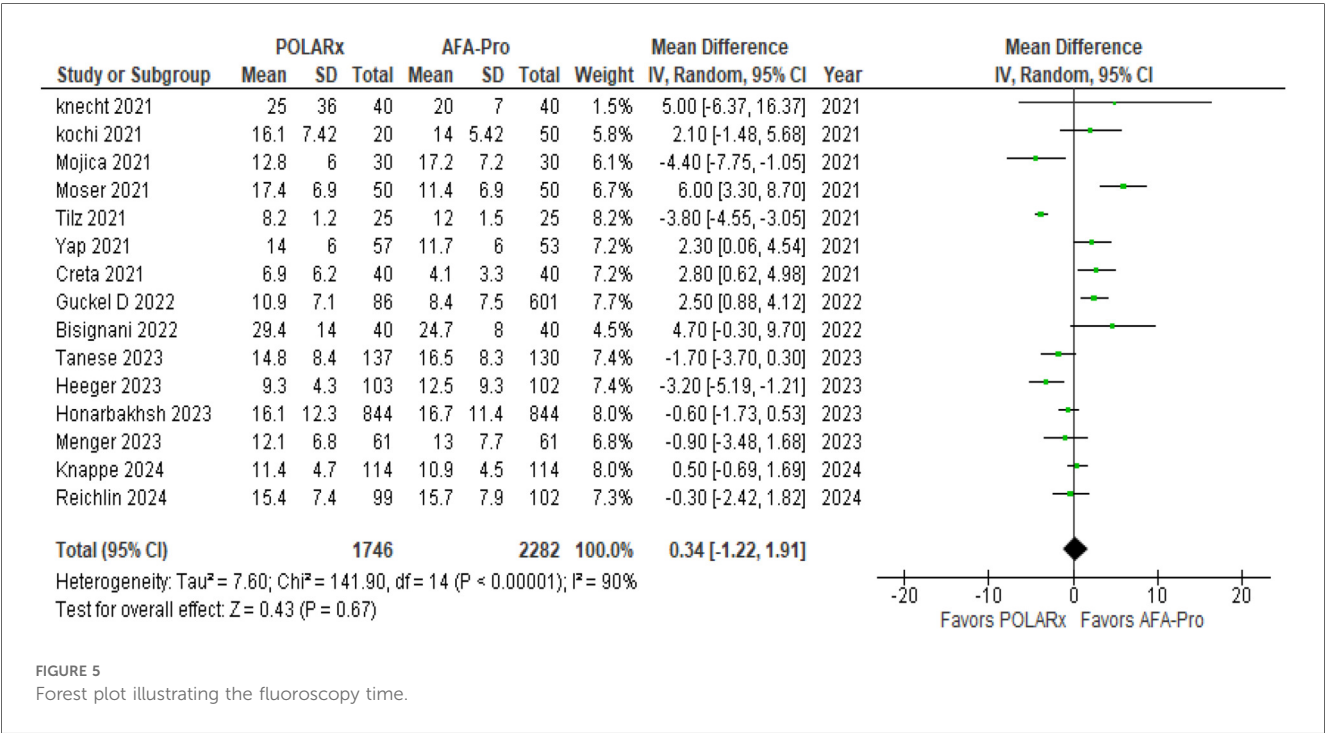 POLARx AFA-Pro Mean Difference Mean Difference
Study or Subgroup Mean SD Total Mean SD Total Weight IV, Random, 95% CI Year IV, Random, 95% CI
knecht 2021 25 36 40 20 7 40 1.5% 5.00 [-6.37, 16.37] 2021
kochi 2021 16.1 7.42 20 14 5.42 50 5.8% 2.10 [-1.48, 5.68] 2021
Mojica 2021 12.8 6 30 17.2 7.2 30 6.1% -4.40 [-7.75, -1.05] 2021
Moser 2021 17.4 6.9 50 11.4 6.9 50 6.7% 6.00 [3.30, 8.70] 2021
Tilz 2021 8.2 1.2 25 12 1.5 25 8.2% -3.80 [-4.55, -3.05] 2021
Yap 2021 14 6 57 11.7 6 53 7.2% 2.30 [0.06, 4.54] 2021
Creta 2021 6.9 6.2 40 4.1 3.3 40 7.2% 2.80 [0.62, 4.98] 2021
Guckel D 2022 10.9 7.1 86 8.4 7.5 601 7.7% 2.50 [0.88, 4.12] 2022
Bisignani 2022 29.4 14 40 24.7 8 40 4.5% 4.70 [-0.30, 9.70] 2022
Tanese 2023 14.8 8.4 137 16.5 8.3 130 7.4% -1.70 [-3.70, 0.30] 2023
Heeger 2023 9.3 4.3 103 12.5 9.3 102 7.4% -3.20 [-5.19, -1.21] 2023
Honarbakhsh 2023 16.1 12.3 844 16.7 11.4 844 8.0% -0.60 [-1.73, 0.53] 2023
Menger 2023 12.1 6.8 61 13 7.7 61 6.8% -0.90 [-3.48, 1.68] 2023
Knappe 2024 11.4 4.7 114 10.9 4.5 114 8.0% 0.50 [-0.69, 1.69] 2024
Reichlin 2024 15.4 7.4 99 15.7 7.9 102 7.3% -0.30 [-2.42, 1.82] 2024
Total (95% CI) 1746 2282 100.0% 0.34 [-1.22, 1.91]
Heterogeneity: Tau² = 7.60; Chi² = 141.90, df = 14 (P < 0.00001); I² = 90%
Test for overall effect: Z = 0.43 (P = 0.67)
-20 -10 0 10 20
Favors POLARx Favors AFA-Pro
FIGURE 5
Forest plot illustrating the fluoroscopy time.